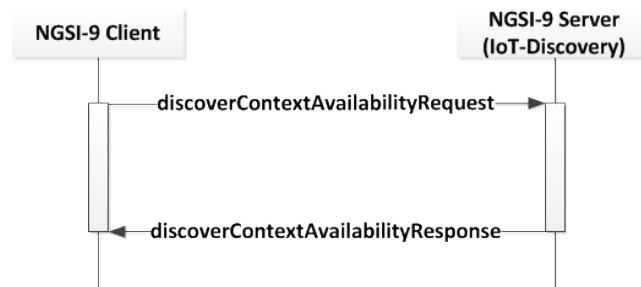 NGSI-9 Client
NGSI-9 Server
(IoT-Discovery)
discoverContextAvailabilityRequest
discoverContextAvailabilityResponse